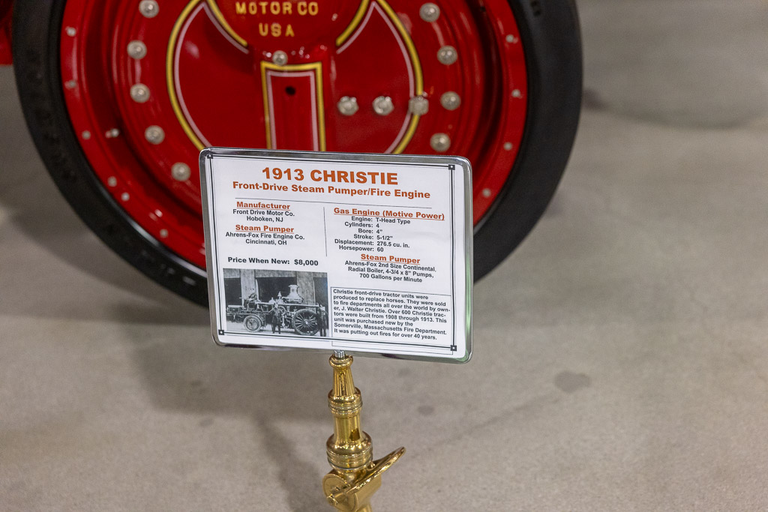 MOTOR CO
USA
1913 CHRISTIE
Front-Drive Steam Pumper/Fire Engine
Manufacturer
Front Drive Motor Co.
Hoboken, NJ
Steam Pumper
Ahrens-Fox Fire Engine Co.
Cincinnati, OH
Price When New: $8,000
Gas Engine (Motive Power)
Engine: T-Head Type
Cylinders: 4
Bore: 4"
Stroke: 5-1/2"
Displacement: 276.5 cu. in.
Horsepower: 60
Steam Pumper
Ahrens-Fox 2nd Size Continental,
Radial Boiler, 4-3/4 x 8" Pumps,
700 Gallons per Minute
Christie front-drive tractor units were
produced to replace horses. They were sold
to fire departments all over the world by own-
er, J. Walter Christie. Over 600 Christie trac-
tors were built from 1908 through 1913. This
unit was purchased new by the
Somerville, Massachusetts Fire Department.
It was putting out fires for over 40 years.